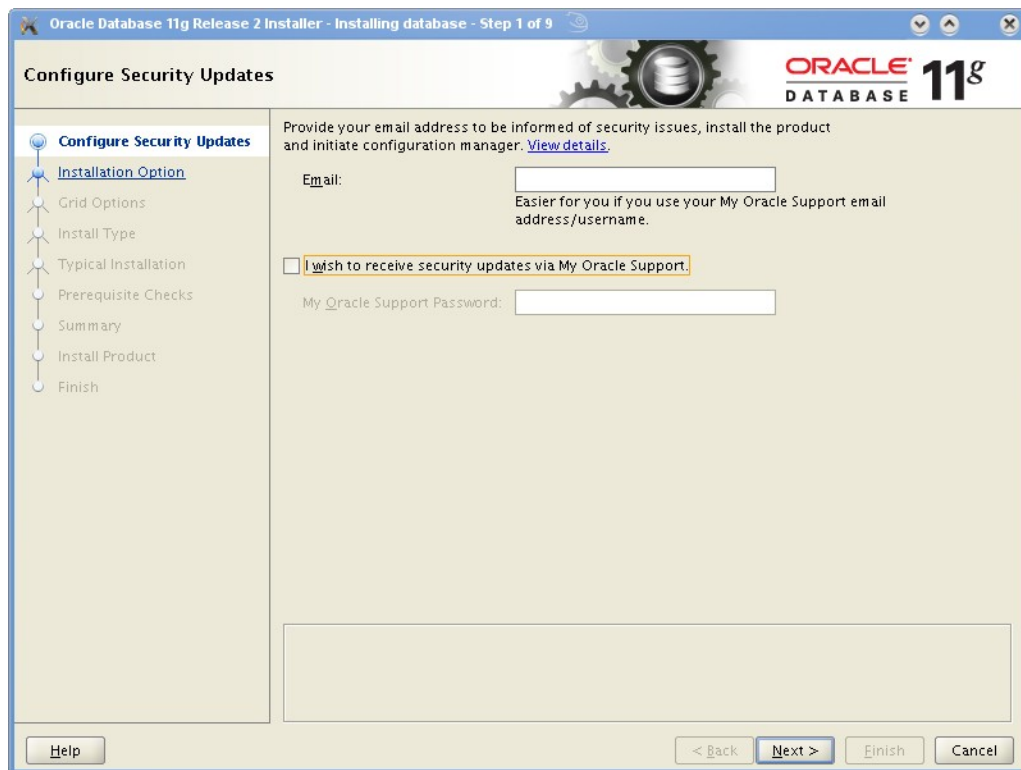 Oracle Database 11g Release 2 Installer - Installing database - Step 1 of 9
Configure Security Updates
ORACLE DATABASE 11g
Configure Security Updates
Installation Option
Grid Options
Install Type
Typical Installation
Prerequisite Checks
Summary
Install Product
Finish
Provide your email address to be informed of security issues, install the product
and initiate configuration manager. View details.
Email:
Easier for you if you use your My Oracle Support email
address/username.
I wish to receive security updates via My Oracle Support.
My Oracle Support Password:
Help
< Back
Next >
Finish
Cancel